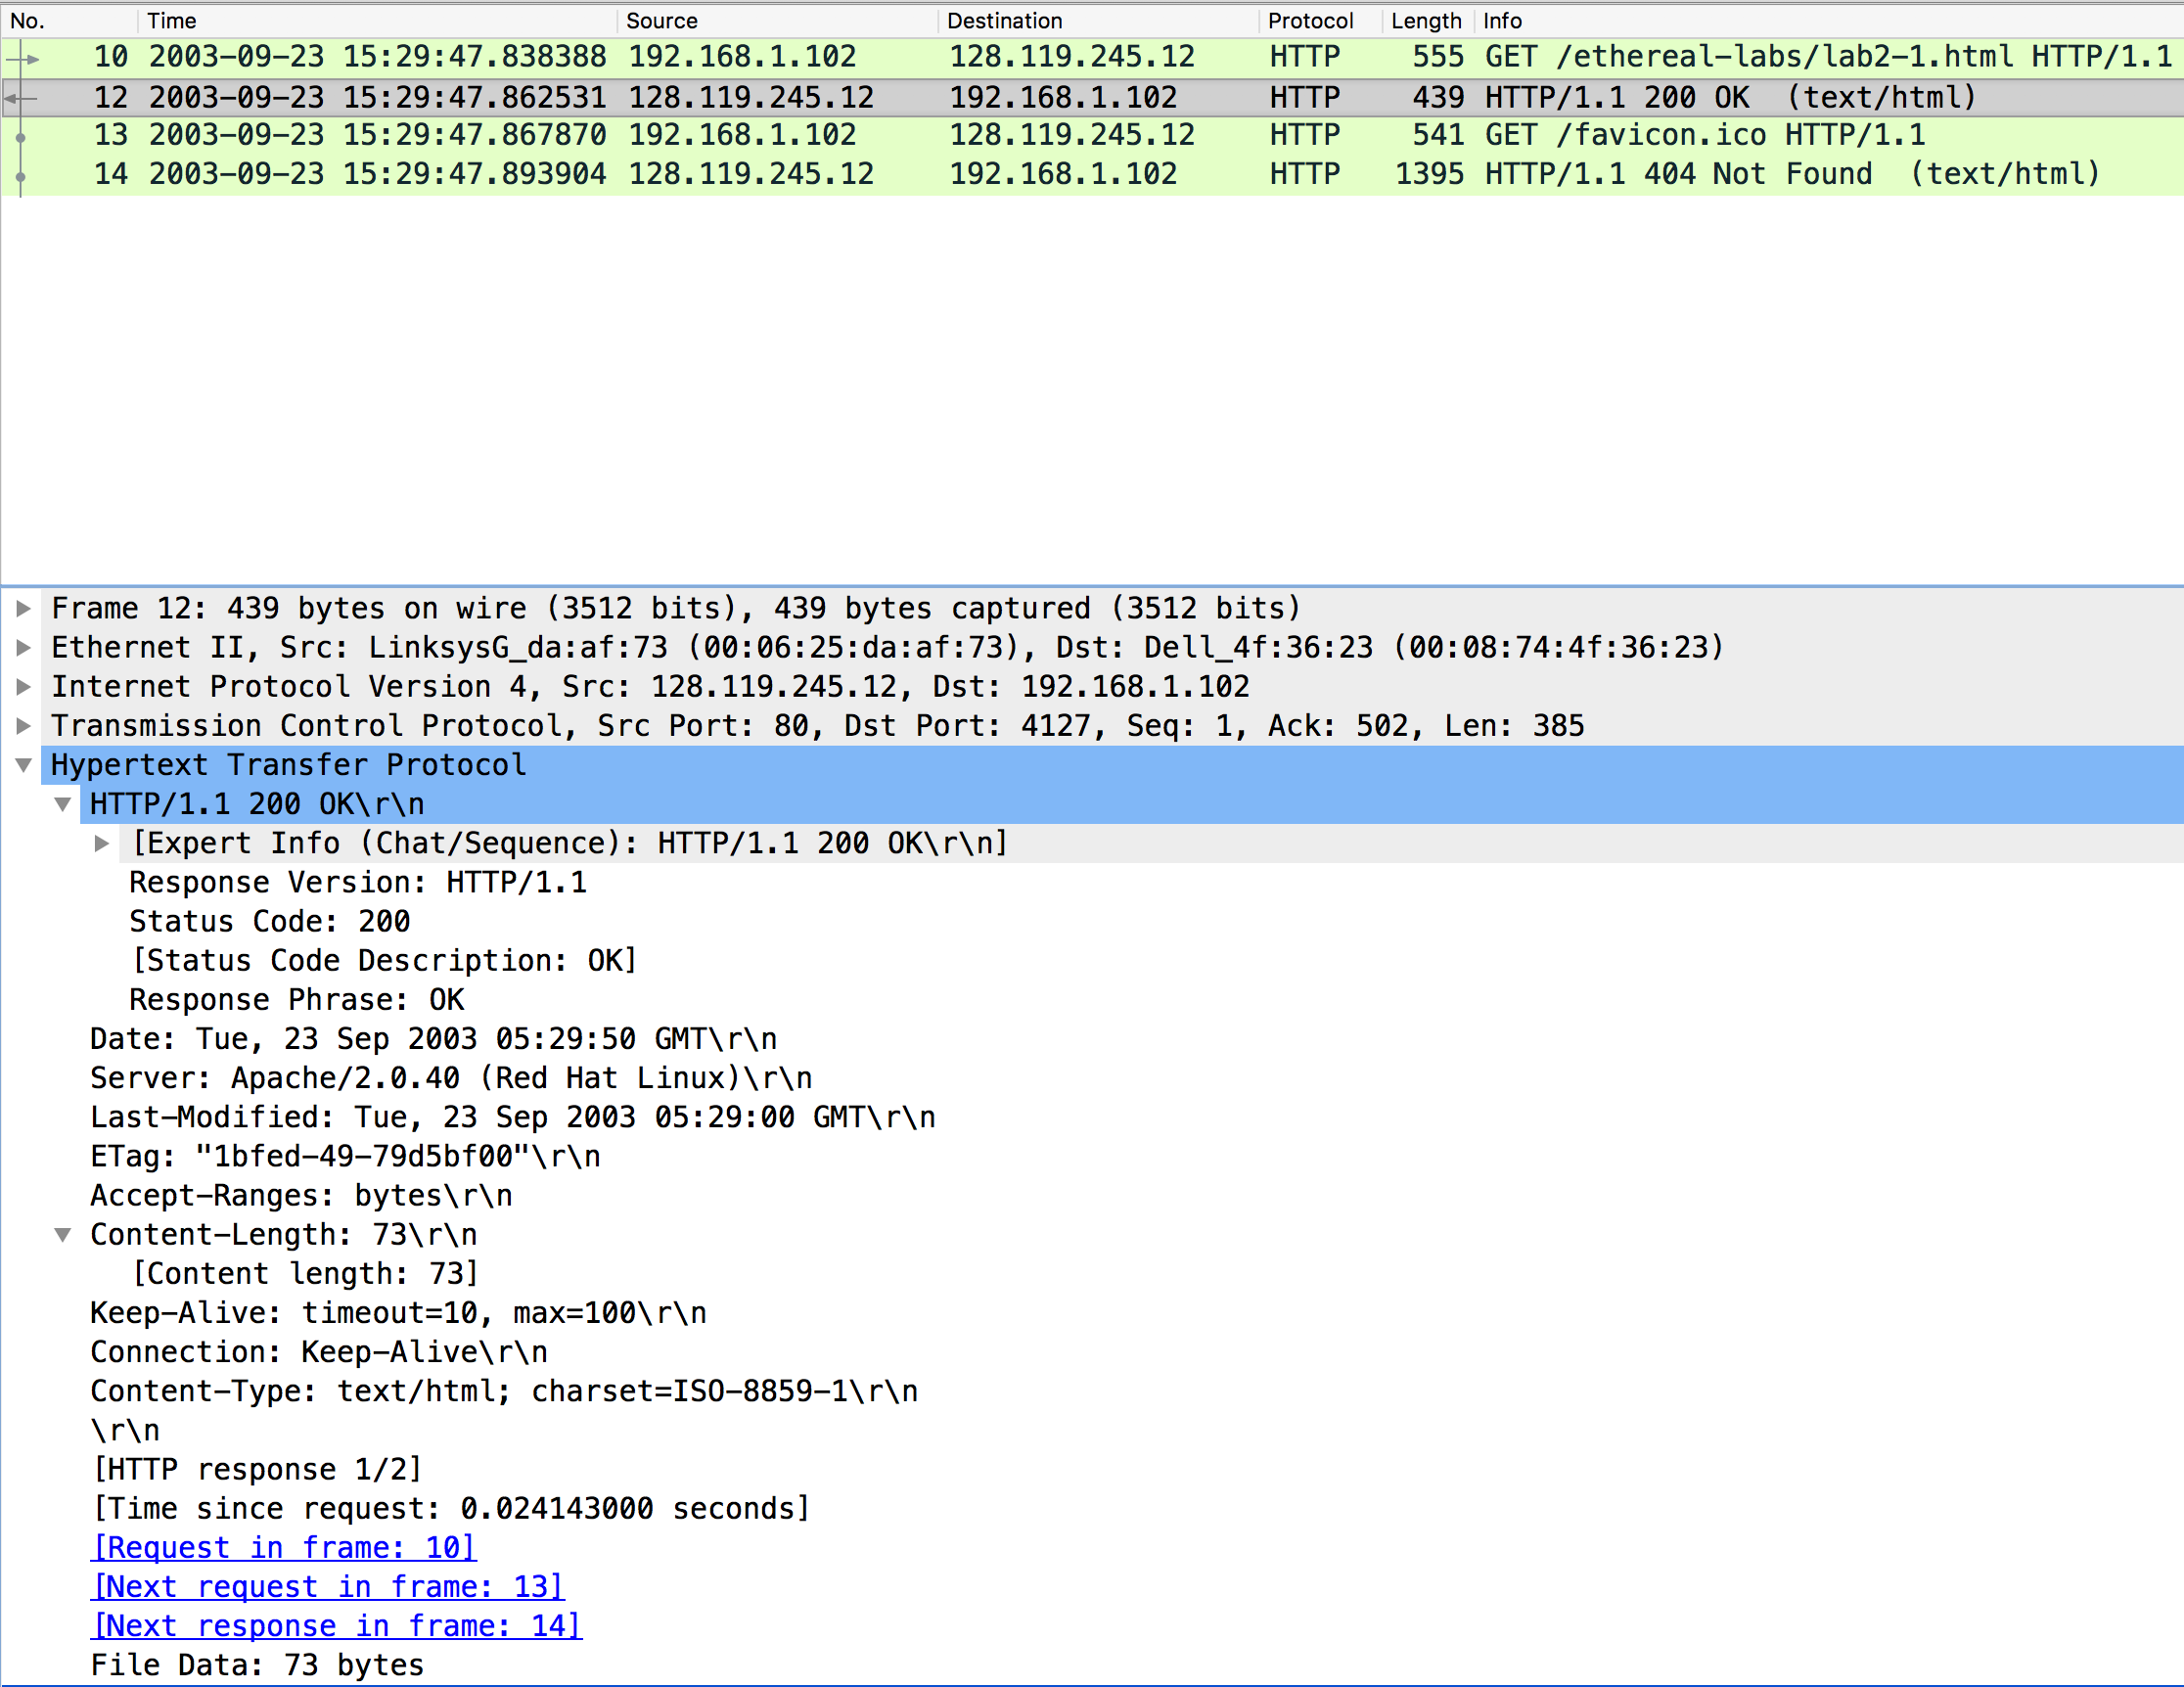 No. Time Source Destination Protocol Length Info
10 2003-09-23 15:29:47.838388 192.168.1.102 128.119.245.12 HTTP 555 GET /ethereal-labs/lab2-1.html HTTP/1.1
12 2003-09-23 15:29:47.862531 128.119.245.12 192.168.1.102 HTTP 439 HTTP/1.1 200 OK  (text/html)
13 2003-09-23 15:29:47.867870 192.168.1.102 128.119.245.12 HTTP 541 GET /favicon.ico HTTP/1.1
14 2003-09-23 15:29:47.893904 128.119.245.12 192.168.1.102 HTTP 1395 HTTP/1.1 404 Not Found  (text/html)
Frame 12: 439 bytes on wire (3512 bits), 439 bytes captured (3512 bits)
Ethernet II, Src: LinksysG_da:af:73 (00:06:25:da:af:73), Dst: Dell_4f:36:23 (00:08:74:4f:36:23)
Internet Protocol Version 4, Src: 128.119.245.12, Dst: 192.168.1.102
Transmission Control Protocol, Src Port: 80, Dst Port: 4127, Seq: 1, Ack: 502, Len: 385
Hypertext Transfer Protocol
HTTP/1.1 200 OK\r\n
[Expert Info (Chat/Sequence): HTTP/1.1 200 OK\r\n]
Response Version: HTTP/1.1
Status Code: 200
[Status Code Description: OK]
Response Phrase: OK
Date: Tue, 23 Sep 2003 05:29:50 GMT\r\n
Server: Apache/2.0.40 (Red Hat Linux)\r\n
Last-Modified: Tue, 23 Sep 2003 05:29:00 GMT\r\n
ETag: "1bfed-49-79d5bf00"\r\n
Accept-Ranges: bytes\r\n
Content-Length: 73\r\n
[Content length: 73]
Keep-Alive: timeout=10, max=100\r\n
Connection: Keep-Alive\r\n
Content-Type: text/html; charset=ISO-8859-1\r\n
\r\n
[HTTP response 1/2]
[Time since request: 0.024143000 seconds]
[Request in frame: 10]
[Next request in frame: 13]
[Next response in frame: 14]
File Data: 73 bytes